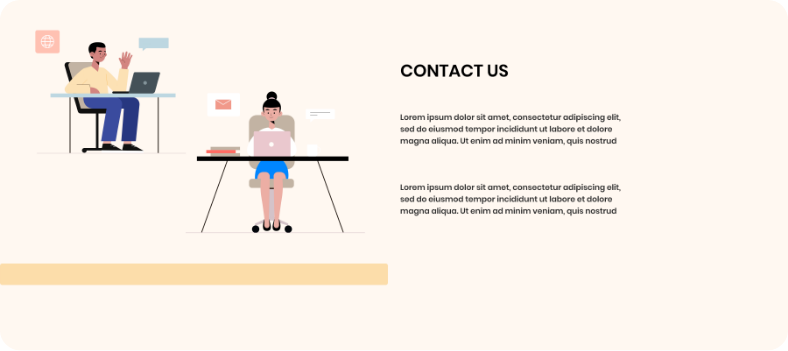 CONTACT US
Lorem ipsum dolor sit amet, consectetur adipiscing elit,
sed do eiusmod tempor incididunt ut labore et dolore
magna aliqua. Ut enim ad minim veniam, quis nostrud
Lorem ipsum dolor sit amet, consectetur adipiscing elit,
sed do eiusmod tempor incididunt ut labore et dolore
magna aliqua. Ut enim ad minim veniam, quis nostrud